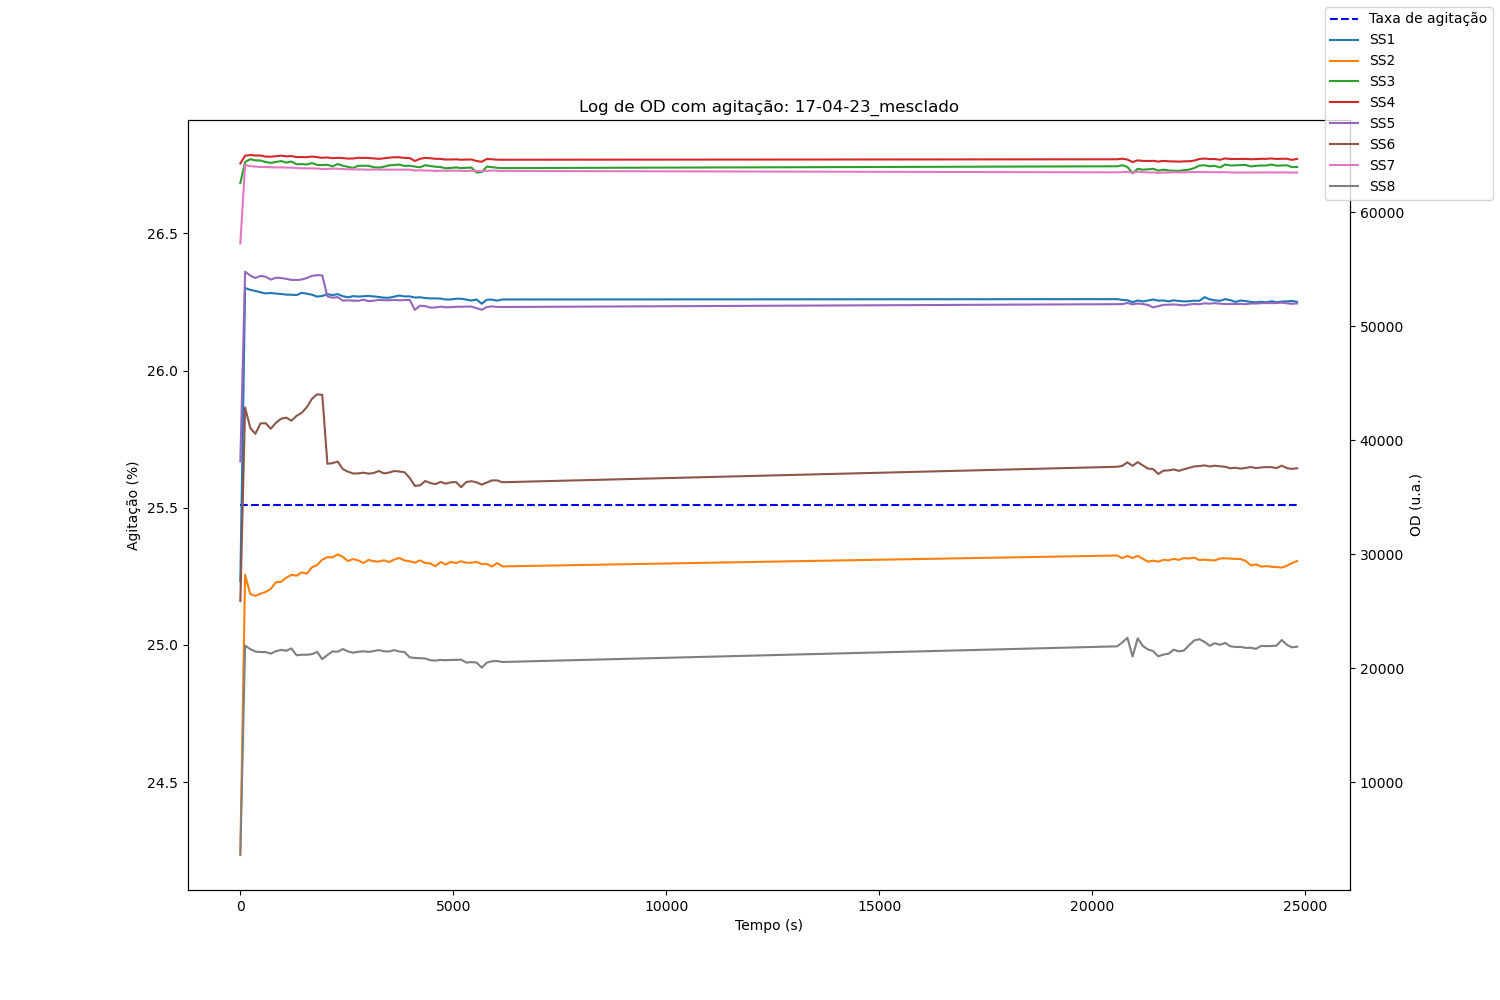 Taxa de agitação
SS1
SS2
SS3
SS4
SS5
SS6
SS7
SS8
Log de OD com agitação: 17-04-23_mesclado
Agitação (%)
26.5
26.0
25.5
25.0
24.5
60000
50000
40000
30000
20000
10000
OD (u.a.)
0
5000
10000
15000
20000
25000
Tempo (s)